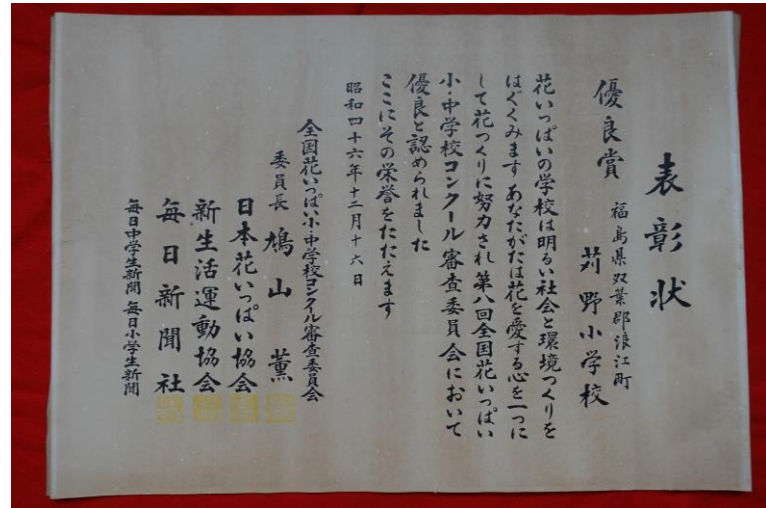 表彰状
優良賞
福島県双葉郡浪江町
苅野小学校
花いっぱいの学校は明るい社会と環境つくりを
はぐくみます あなたがたは花を愛する心を一つに
して花つくりに努力され 第八回全国花いっぱい
小・中学校コンクール審査委員会において
優良と認められました
ここにその栄誉をたたえます
昭和四十六年十二月十六日
全国花いっぱい小・中学校コンクール審査委員会
委員長 鳩山薫
日本花いっぱい協会
新生活運動協会
毎日新聞社
毎日中学生新聞 毎日小学生新聞